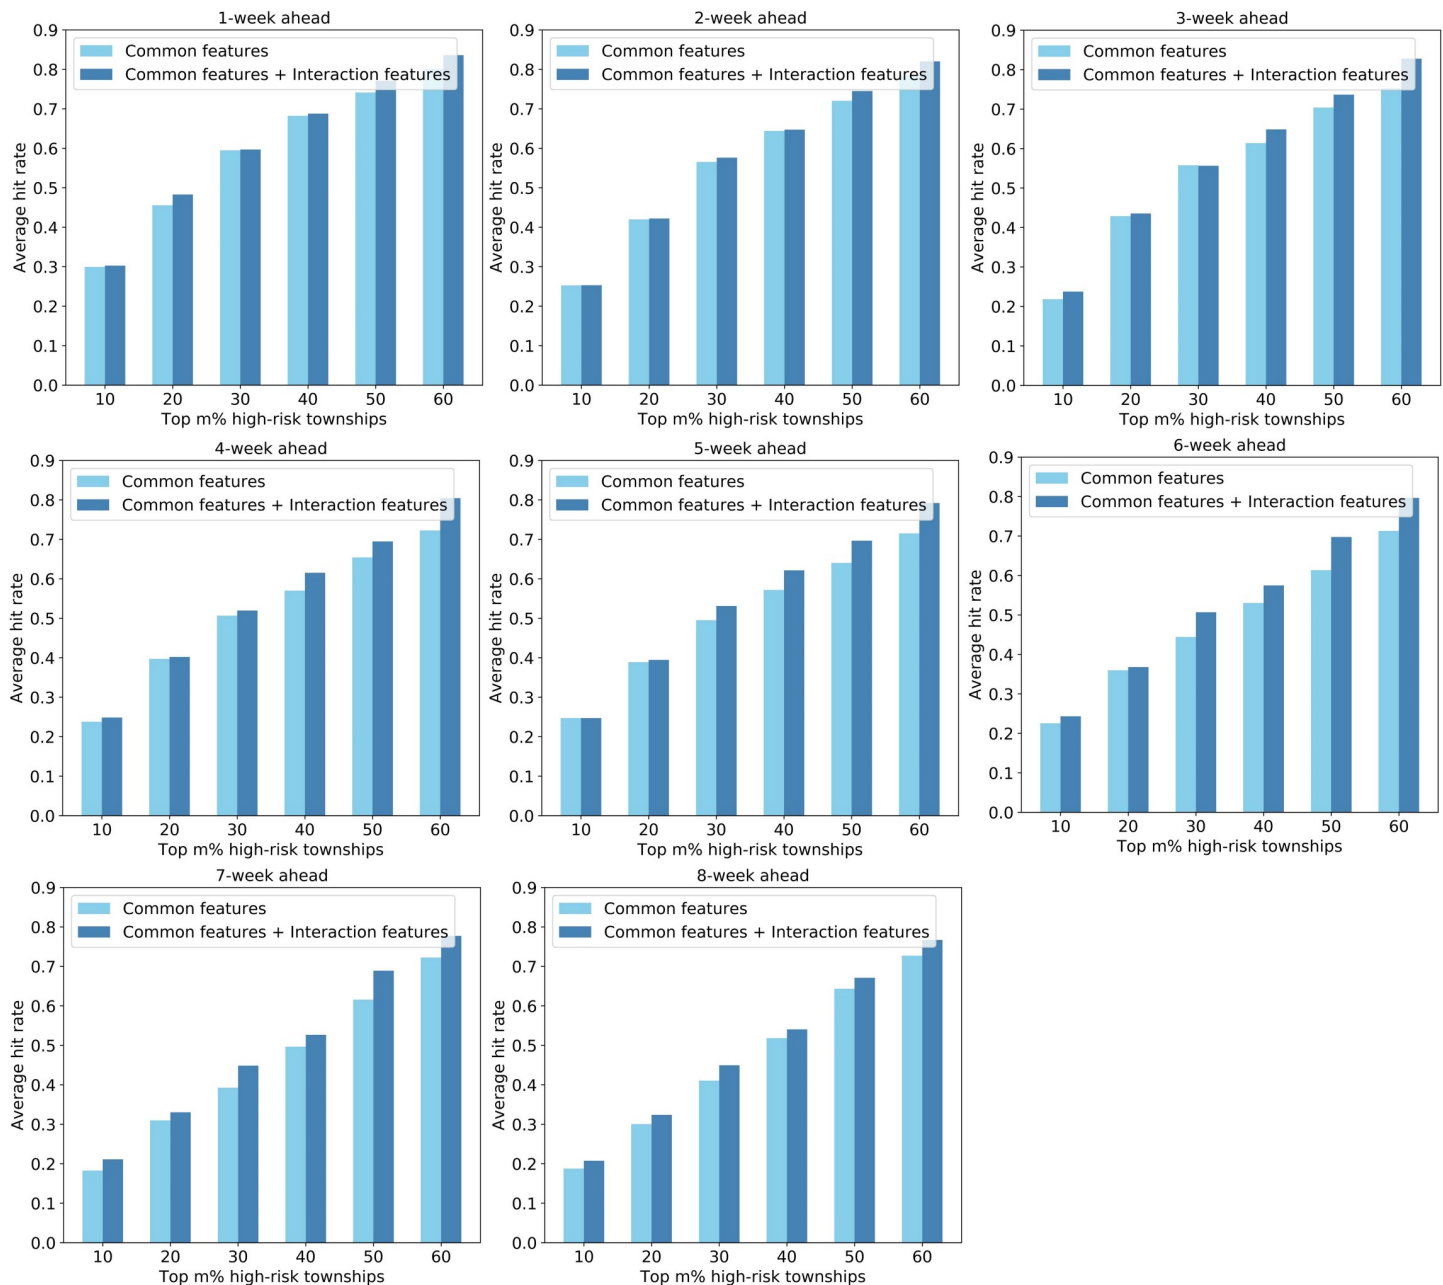 1-week ahead
Common features
Common features + Interaction features
Average hit rate
0.9
0.8
0.7
0.6
0.5
0.4
0.3
0.2
0.1
0.0
10 20 30 40 50 60
Top m% high-risk townships
2-week ahead
Common features
Common features + Interaction features
Average hit rate
0.9
0.8
0.7
0.6
0.5
0.4
0.3
0.2
0.1
0.0
10 20 30 40 50 60
Top m% high-risk townships
3-week ahead
Common features
Common features + Interaction features
Average hit rate
0.9
0.8
0.7
0.6
0.5
0.4
0.3
0.2
0.1
0.0
10 20 30 40 50 60
Top m% high-risk townships
4-week ahead
Common features
Common features + Interaction features
Average hit rate
0.9
0.8
0.7
0.6
0.5
0.4
0.3
0.2
0.1
0.0
10 20 30 40 50 60
Top m% high-risk townships
5-week ahead
Common features
Common features + Interaction features
Average hit rate
0.9
0.8
0.7
0.6
0.5
0.4
0.3
0.2
0.1
0.0
10 20 30 40 50 60
Top m% high-risk townships
6-week ahead
Common features
Common features + Interaction features
Average hit rate
0.9
0.8
0.7
0.6
0.5
0.4
0.3
0.2
0.1
0.0
10 20 30 40 50 60
Top m% high-risk townships
7-week ahead
Common features
Common features + Interaction features
Average hit rate
0.9
0.8
0.7
0.6
0.5
0.4
0.3
0.2
0.1
0.0
10 20 30 40 50 60
Top m% high-risk townships
8-week ahead
Common features
Common features + Interaction features
Average hit rate
0.9
0.8
0.7
0.6
0.5
0.4
0.3
0.2
0.1
0.0
10 20 30 40 50 60
Top m% high-risk townships